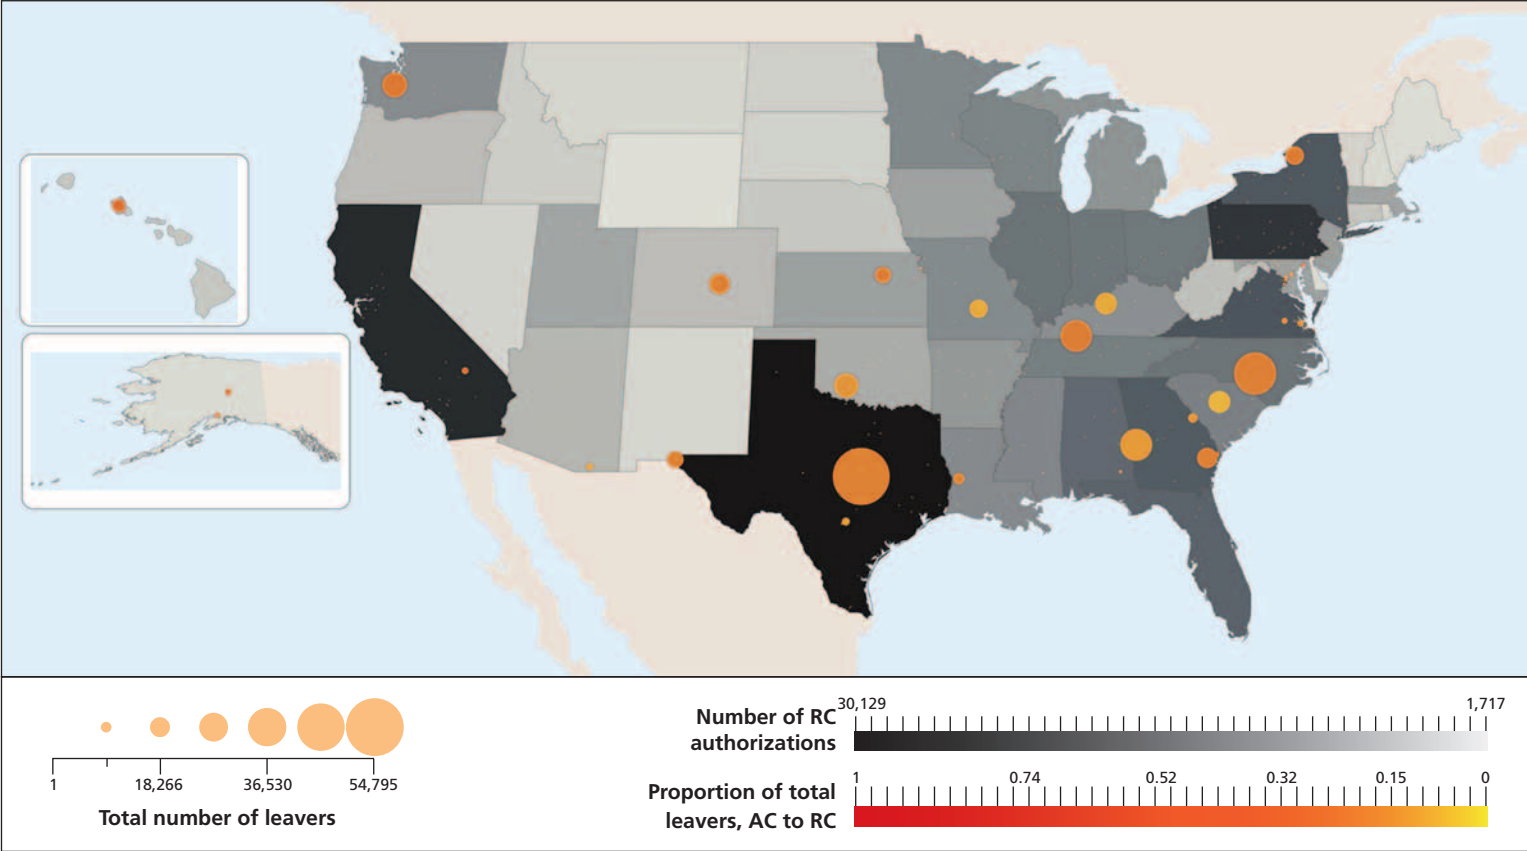 1
18,266
36,530
54,795
Total number of leavers
Number of RC
authorizations
30,129
1,717
Proportion of total
leavers, AC to RC
1
0.74
0.52
0.32
0.15
0